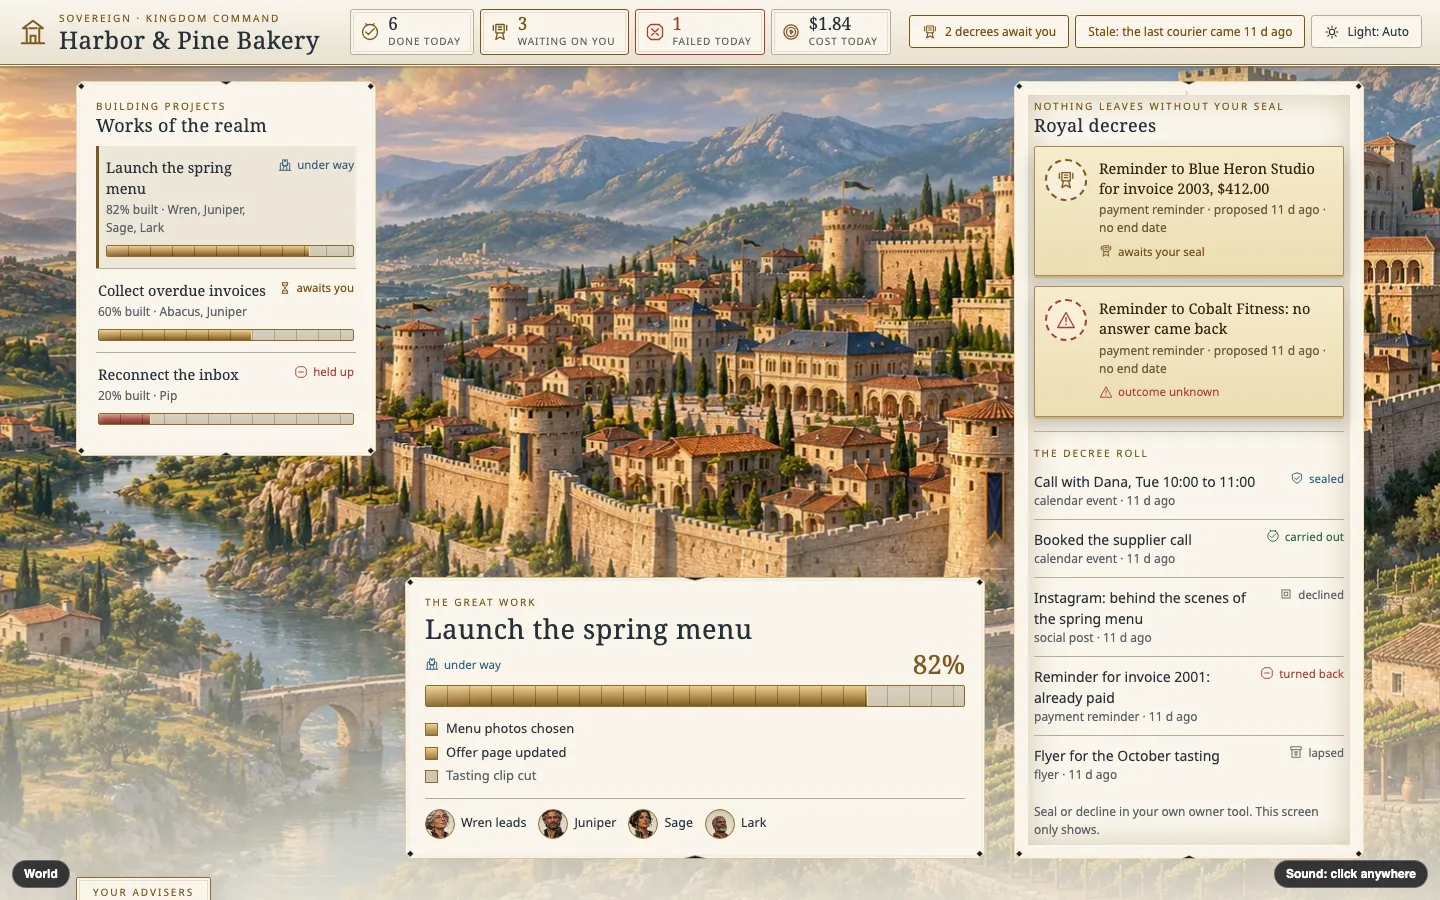 SOVEREIGN · KINGDOM COMMAND
Harbor & Pine Bakery
6
DONE TODAY
3
WAITING ON YOU
1
FAILED TODAY
$1.84
COST TODAY
2 decrees await you
Stale: the last courier came 11 d ago
Light: Auto
BUILDING PROJECTS
Works of the realm
Launch the spring
menu
under way
82% built · Wren, Juniper,
Sage, Lark
Collect overdue invoices
awaits you
60% built · Abacus, Juniper
Reconnect the inbox
held up
20% built · Pip
THE GREAT WORK
Launch the spring menu
under way
82%
Menu photos chosen
Offer page updated
Tasting clip cut
Wren leads
Juniper
Sage
Lark
NOTHING LEAVES WITHOUT YOUR SEAL
Royal decrees
Reminder to Blue Heron Studio
for invoice 2003, $412.00
payment reminder · proposed 11 d ago ·
no end date
awaits your seal
Reminder to Cobalt Fitness: no
answer came back
payment reminder · proposed 11 d ago ·
no end date
outcome unknown
THE DECREE ROLL
Call with Dana, Tue 10:00 to 11:00
sealed
calendar event · 11 d ago
Booked the supplier call
carried out
calendar event · 11 d ago
Instagram: behind the scenes of
the spring menu
declined
social post · 11 d ago
Reminder for invoice 2001:
already paid
turned back
payment reminder · 11 d ago
Flyer for the October tasting
lapsed
flyer · 11 d ago
Seal or decline in your own owner tool. This screen
only shows.
World
YOUR ADVISERS
Sound: click anywhere